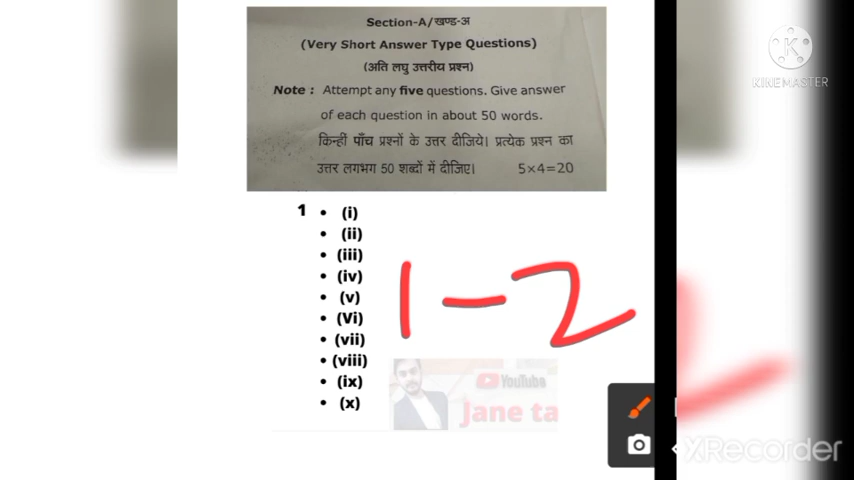 Section-A/खण्ड-अ
(Very Short Answer Type Questions)
(अति लघु उत्तरीय प्रश्न)
Note : Attempt any five questions. Give answer
of each question in about 50 words.
किन्हीं पाँच प्रश्नों के उत्तर दीजिये। प्रत्येक प्रश्न का
उत्तर लगभग 50 शब्दों में दीजिए। 5×4=20
1 • (i)
• (ii)
• (iii)
• (iv)
• (v)
• (Vi)
• (vii)
• (viii)
• (ix)
• (x)
1-2
YouTube
Jane ta
KINEMASTER
XRecorder